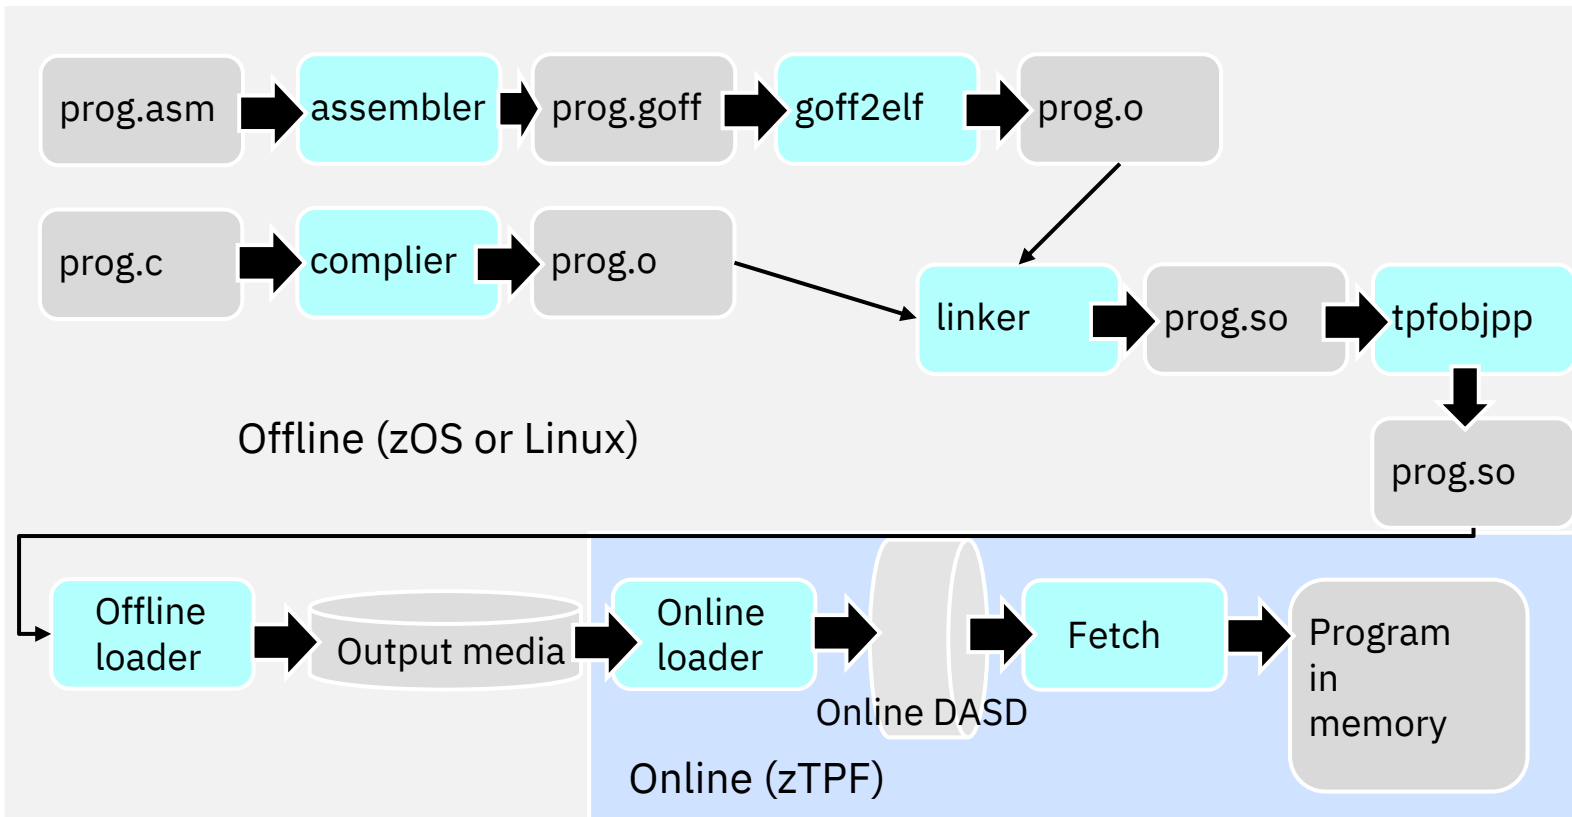 prog.asm
assembler
prog.goff
goff2elf
prog.o
prog.c
complier
prog.o
linker
prog.so
tpfobjpp
Offline (zOS or Linux)
prog.so
Offline
loader
Output media
Online
loader
Online DASD
Fetch
Program
in
memory
Online (zTPF)